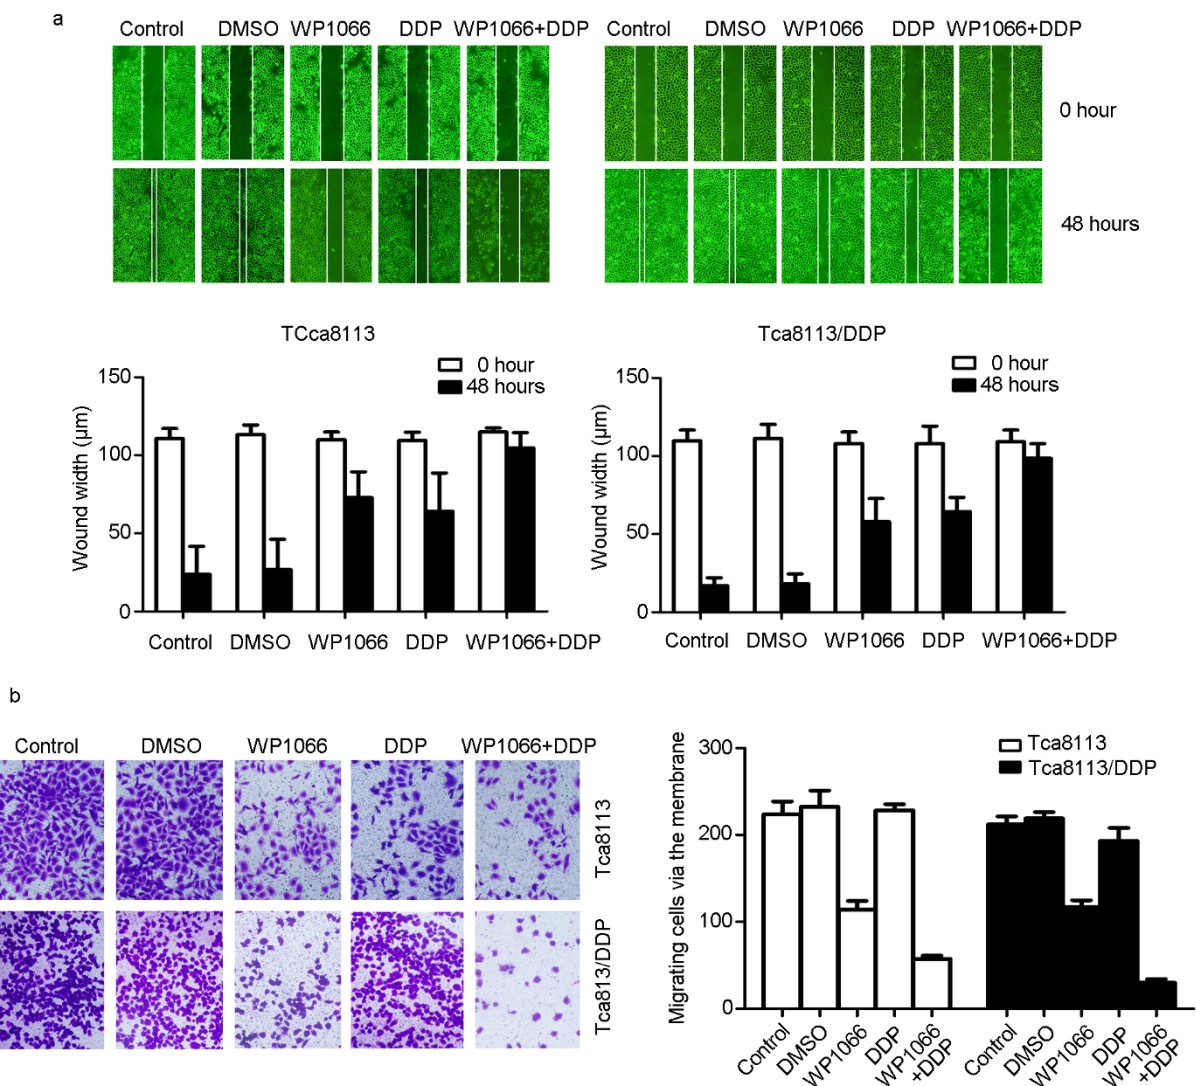 a
Control DMSO WP1066 DDP WP1066+DDP
Control DMSO WP1066 DDP WP1066+DDP
0 hour
48 hours
TCca8113
0 hour
48 hours
150
100
50
0
Wound width (µm)
Control DMSO WP1066 DDP WP1066+DDP
Tca8113/DDP
0 hour
48 hours
150
100
50
0
Wound width (µm)
Control DMSO WP1066 DDP WP1066+DDP
b
Control DMSO WP1066 DDP WP1066+DDP
Tca8113
Tca813/DDP
Tca8113
Tca8113/DDP
300
200
100
0
Migrating cells via the membrane
Control
DMSO
WP1066
DDP
WP1066
+DDP
Control
DMSO
WP1066
DDP
WP1066
+DDP